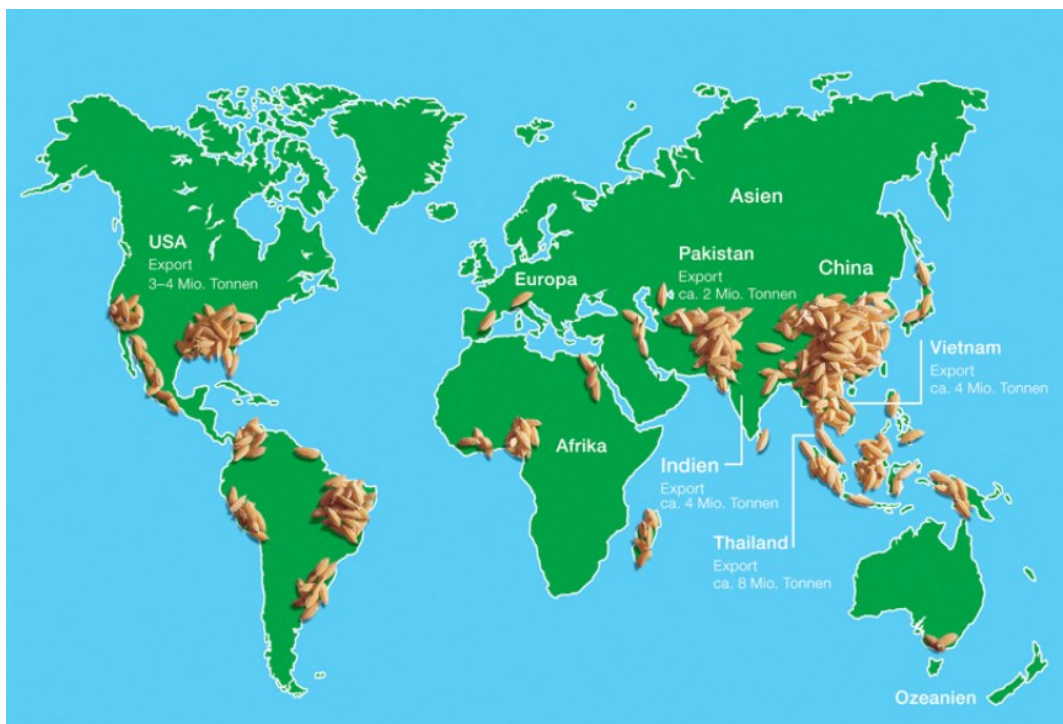 Asien
USA
Export
3–4 Mio. Tonnen
Pakistan
Export
ca. 2 Mio. Tonnen
China
Europa
Vietnam
Export
ca. 4 Mio. Tonnen
Afrika
Indien
Export
ca. 4 Mio. Tonnen
Thailand
Export
ca. 8 Mio. Tonnen
Ozeanien